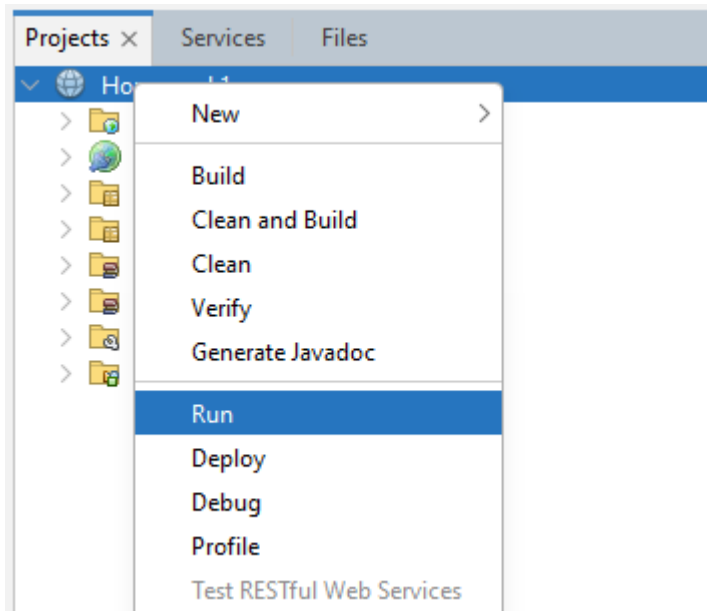 Projects × Services Files
New
Build
Clean and Build
Clean
Verify
Generate Javadoc
Run
Deploy
Debug
Profile
Test RESTful Web Services